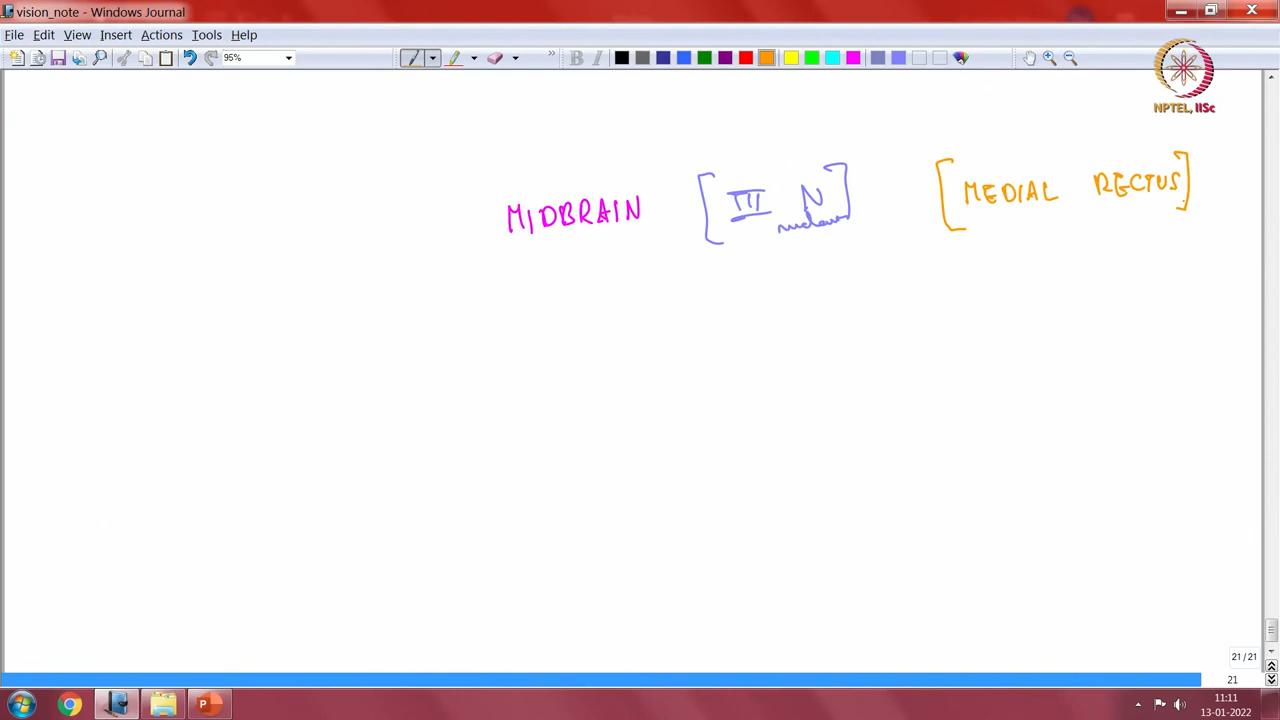 vision_note - Windows Journal
File Edit View Insert Actions Tools Help
95%
B I
NPTEL, IISc
MIDBRAIN [III N nucleus] [MEDIAL RECTUS]
21 / 21
21
11:11
13-01-2022